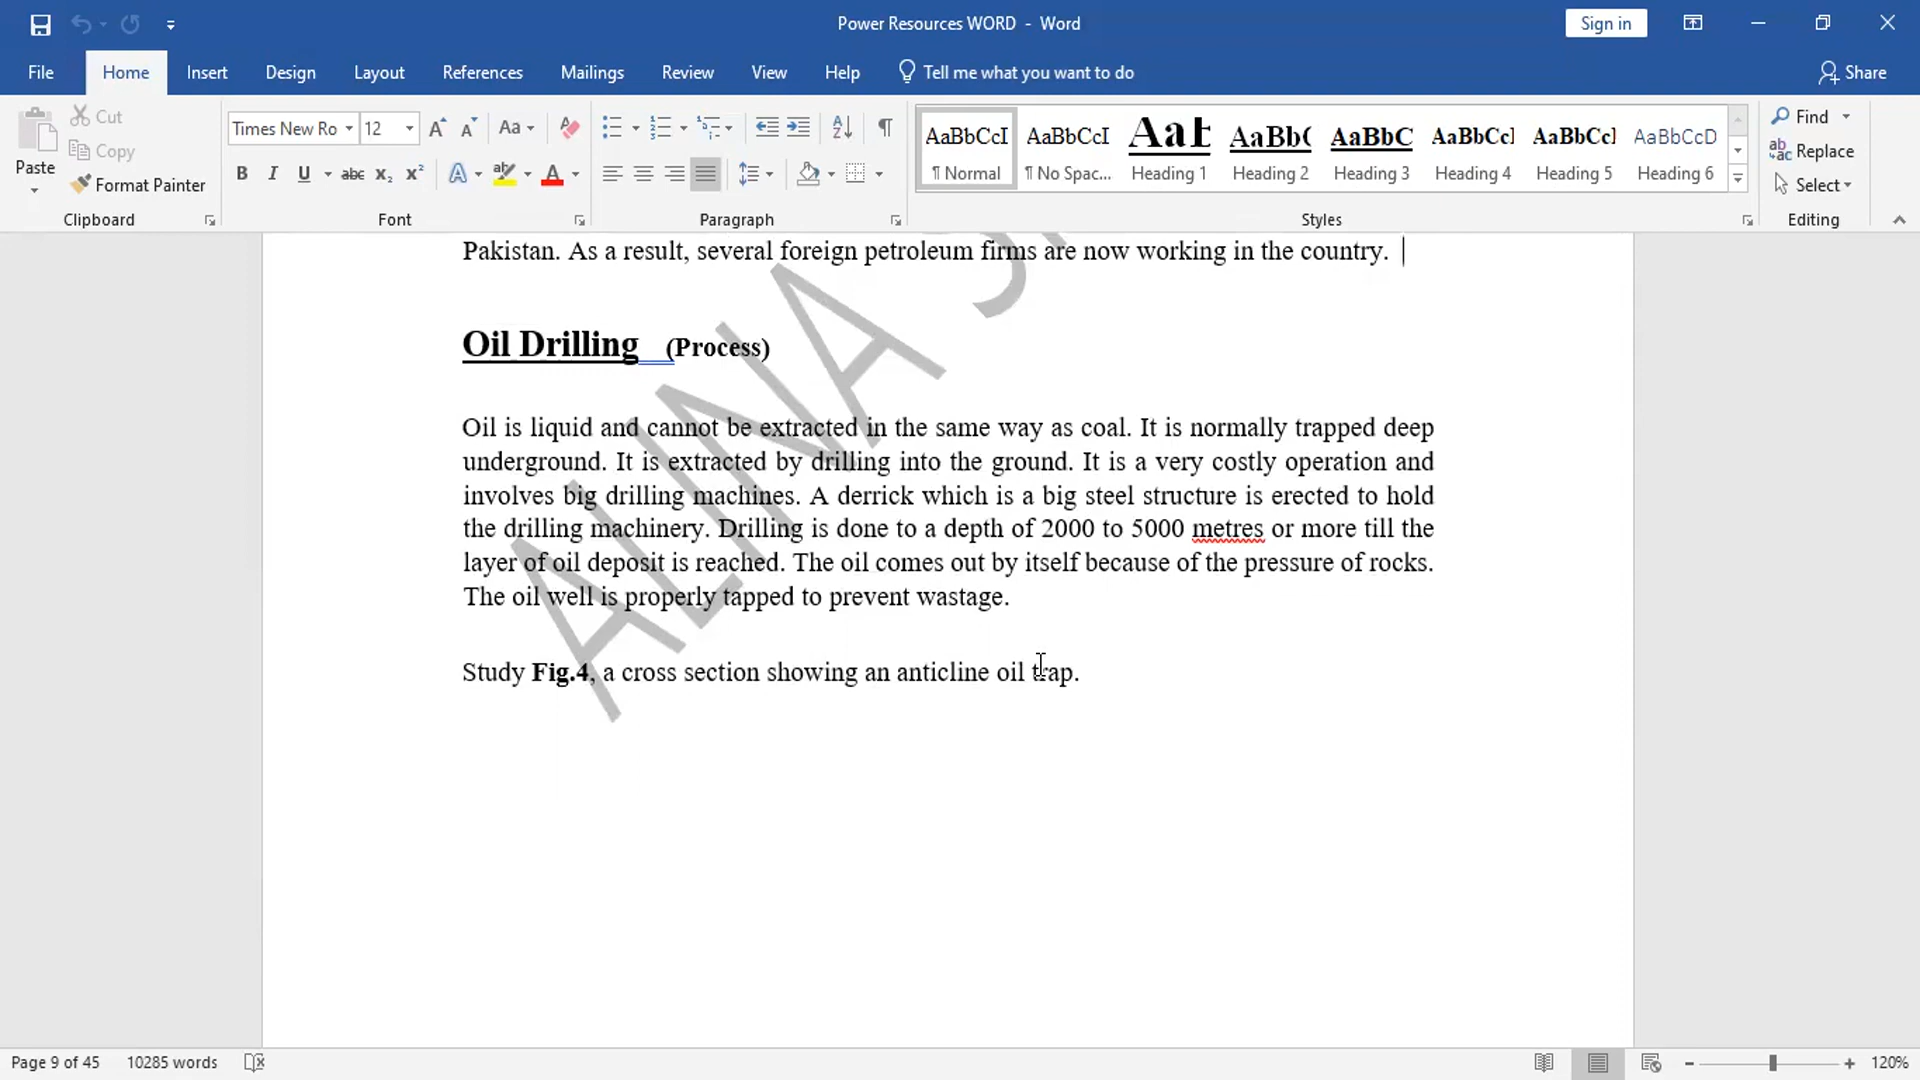 Power Resources WORD - Word
Sign in
File Home Insert Design Layout References Mailings Review View Help Tell me what you want to do Share
Cut
Copy
Paste
Format Painter
Clipboard
Times New Ro 12
Font
Paragraph
AaBbCcI AaBbCcI AaB AaBb( AaBbC AaBbCcI AaBbCcI AaBbCcD
¶ Normal ¶ No Spac... Heading 1 Heading 2 Heading 3 Heading 4 Heading 5 Heading 6
Styles
Find
Replace
Select
Editing
Pakistan. As a result, several foreign petroleum firms are now working in the country.
Oil Drilling (Process)
Oil is liquid and cannot be extracted in the same way as coal. It is normally trapped deep
underground. It is extracted by drilling into the ground. It is a very costly operation and
involves big drilling machines. A derrick which is a big steel structure is erected to hold
the drilling machinery. Drilling is done to a depth of 2000 to 5000 metres or more till the
layer of oil deposit is reached. The oil comes out by itself because of the pressure of rocks.
The oil well is properly tapped to prevent wastage.
Study Fig.4, a cross section showing an anticline oil trap.
ALINA
Page 9 of 45 10285 words 120%